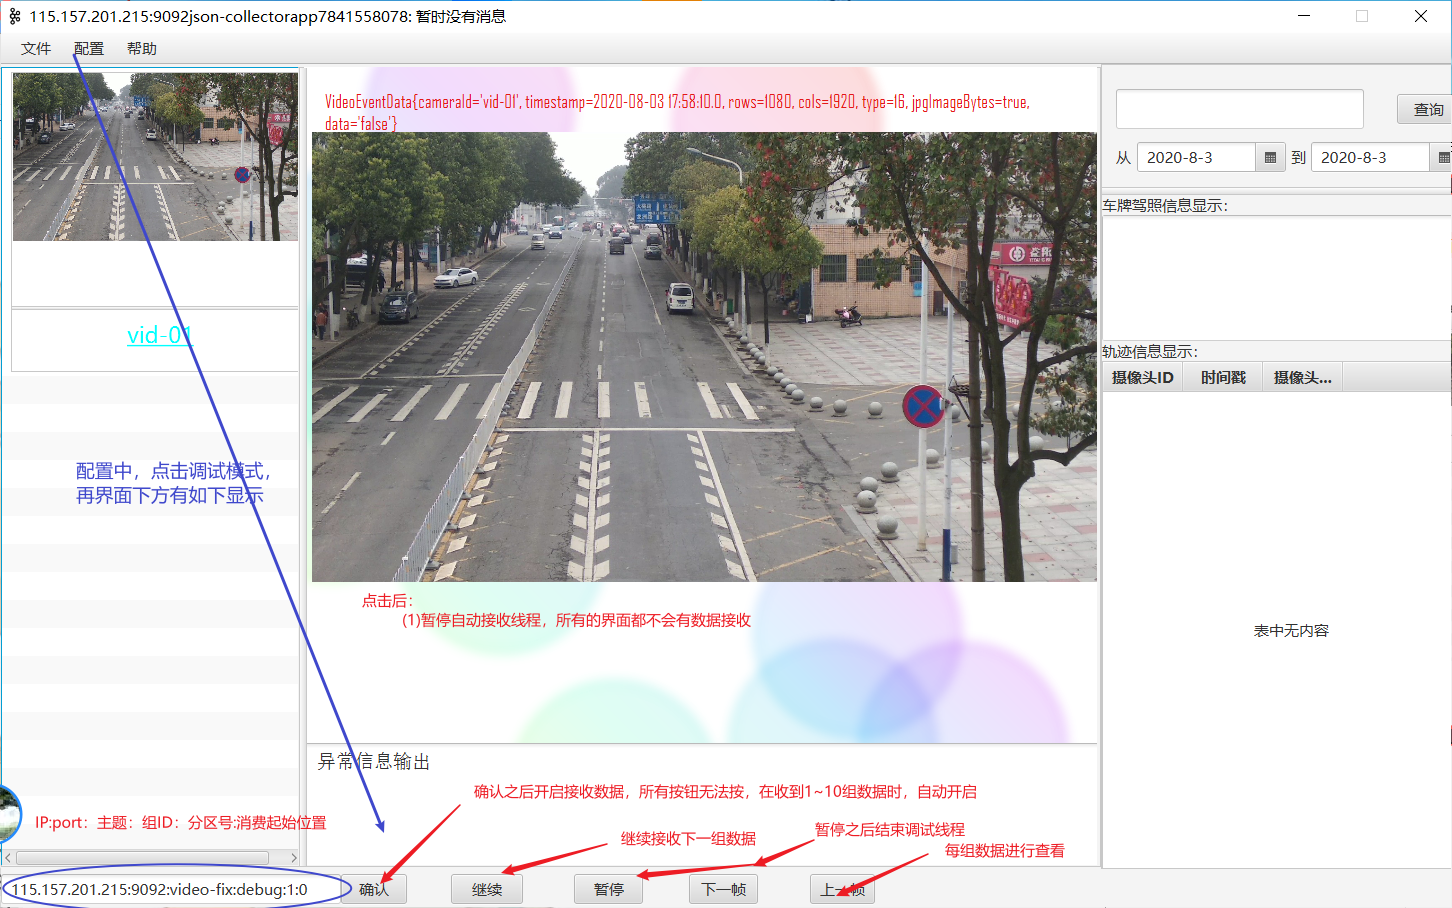 115.157.201.215:9092json-collectorapp7841558078: 暂时没有消息
文件 配置 帮助
VideoEventData{cameraId='vid-01', timestamp=2020-08-03 17:58:10.0, rows=1080, cols=1920, type=16, jpgImageBytes=true,
data='false'}
查询
从 2020-8-3 到 2020-8-3
车牌驾照信息显示:
vid-01
轨迹信息显示:
摄像头ID 时间戳 摄像头...
配置中，点击调试模式，
再界面下方有如下显示
点击后：
(1)暂停自动接收线程，所有的界面都不会有数据接收
表中无内容
异常信息输出
确认之后开启接收数据，所有按钮无法按，在收到1~10组数据时，自动开启
IP:port：主题：组ID：分区号:消费起始位置
继续接收下一组数据
暂停之后结束调试线程
每组数据进行查看
115.157.201.215:9092:video-fix:debug:1:0
确认 继续 暂停 下一帧 上一帧